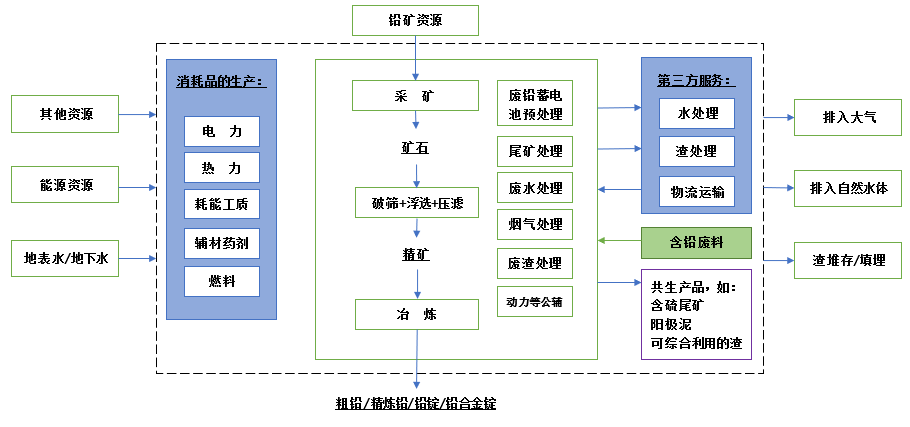 铅矿资源
其他资源
能源资源
地表水/地下水
消耗品的生产：
电　力
热　力
耗能工质
辅材药剂
燃料
采　矿
矿石
破筛+浮选+压滤
精矿
冶　炼
粗铅/精炼铅/铅锭/铅合金锭
废铅蓄电
池预处理
尾矿处理
废水处理
烟气处理
废渣处理
动力等公辅
第三方服务：
水处理
渣处理
物流运输
含铅废料
共生产品，如：
含硫尾矿
阳极泥
可综合利用的渣
排入大气
排入自然水体
渣堆存/填埋